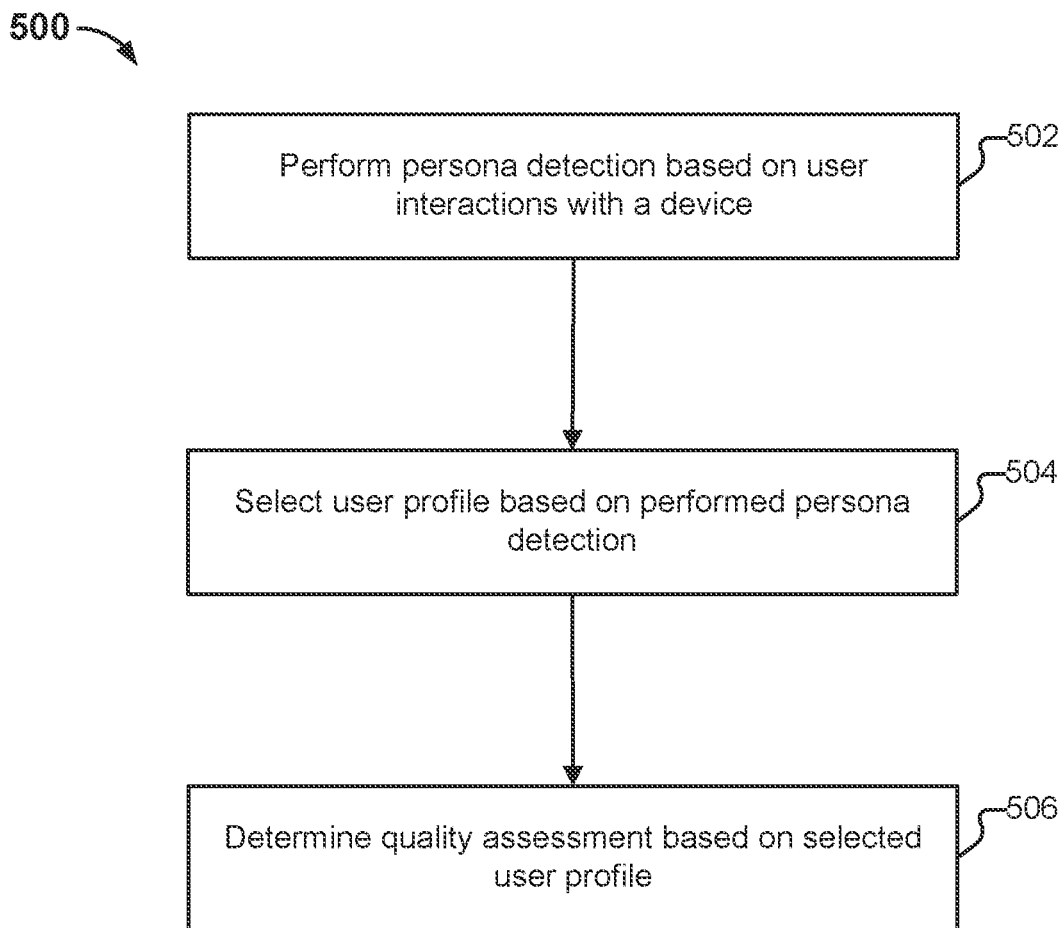 500
502
Perform persona detection based on user
interactions with a device
504
Select user profile based on performed persona
detection
506
Determine quality assessment based on selected
user profile